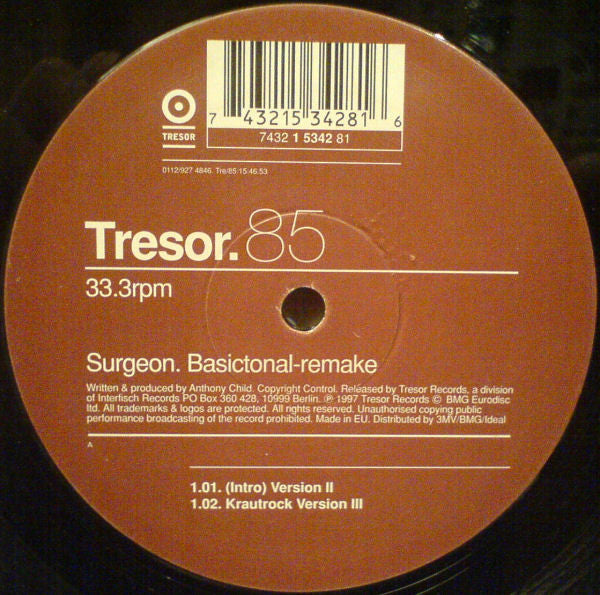 7 43215 34281 6
7432 1 5342 81
TRESOR
0112/927 4846. Tre/85:15:46.53
Tresor.85
33.3rpm
Surgeon. Basictonal-remake
Written & produced by Anthony Child. Copyright Control. Released by Tresor Records, a division
of Interfisch Records PO Box 360 428, 10999 Berlin. ℗ 1997 Tresor Records © BMG Eurodisc
ltd. All trademarks & logos are protected. All rights reserved. Unauthorised copying public
performance broadcasting of the record prohibited. Made in EU. Distributed by 3MV/BMG/Ideal
A
1.01. (Intro) Version II
1.02. Krautrock Version III